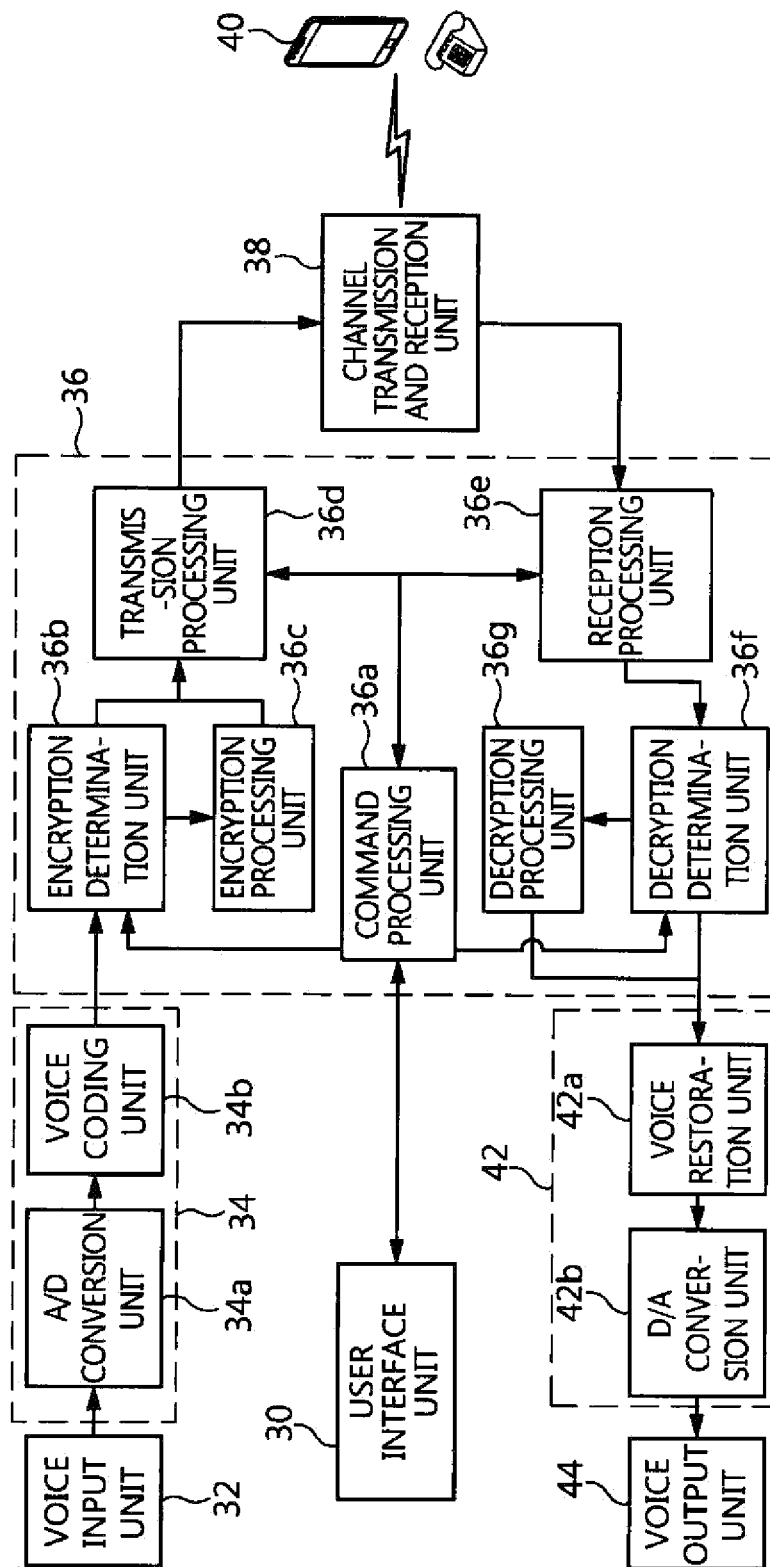 VOICE
INPUT
UNIT
32
A/D
CONVERSION
UNIT
34a
VOICE
CODING
UNIT
34b
34
ENCRYPTION
DETERMINA-
TION UNIT
36b
ENCRYPTION
PROCESSING
UNIT
36c
TRANSMIS
-SION
PROCESSING
UNIT
36d
36
CHANNEL
TRANSMISSION
AND RECEPTION
UNIT
38
40
USER
INTERFACE
UNIT
30
COMMAND
PROCESSING
UNIT
36a
DECRYPTION
PROCESSING
UNIT
36g
RECEPTION
PROCESSING
UNIT
36e
DECRYPTION
DETERMINA-
TION UNIT
36f
VOICE
RESTORA-
TION UNIT
42a
42
D/A
CONVER-
SION UNIT
42b
VOICE
OUTPUT
UNIT
44